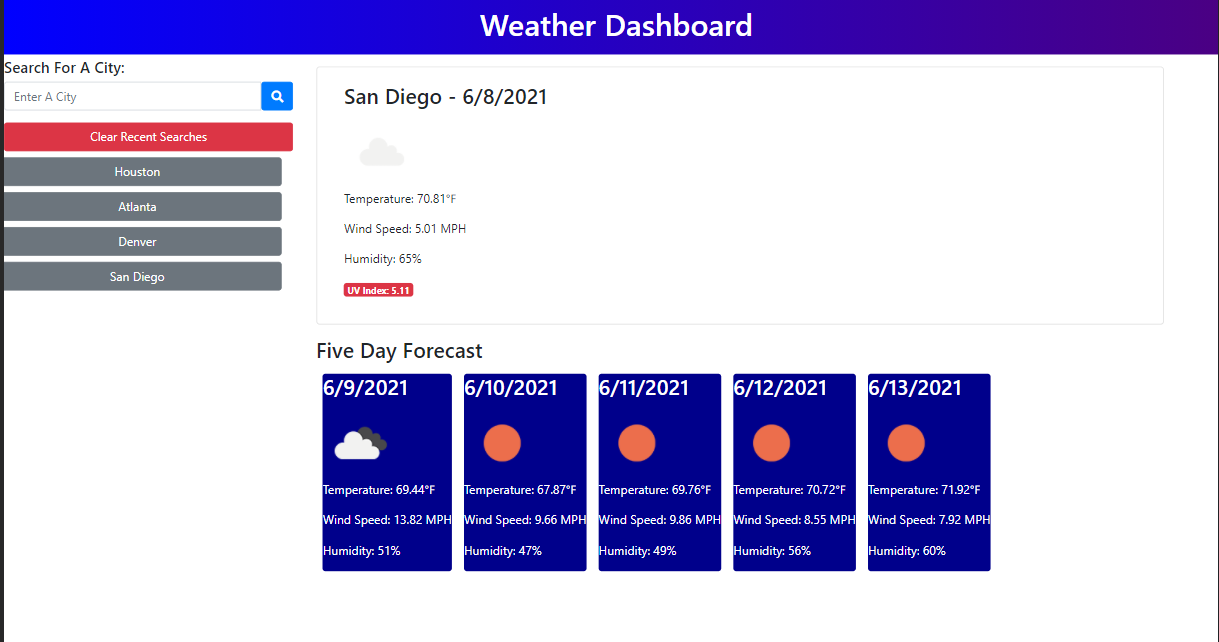 Weather Dashboard
Search For A City:
Enter A City
Clear Recent Searches
Houston
Atlanta
Denver
San Diego
San Diego - 6/8/2021
Temperature: 70.81°F
Wind Speed: 5.01 MPH
Humidity: 65%
UV Index: 5.11
Five Day Forecast
6/9/2021
Temperature: 69.44°F
Wind Speed: 13.82 MPH
Humidity: 51%
6/10/2021
Temperature: 67.87°F
Wind Speed: 9.66 MPH
Humidity: 47%
6/11/2021
Temperature: 69.76°F
Wind Speed: 9.86 MPH
Humidity: 49%
6/12/2021
Temperature: 70.72°F
Wind Speed: 8.55 MPH
Humidity: 56%
6/13/2021
Temperature: 71.92°F
Wind Speed: 7.92 MPH
Humidity: 60%